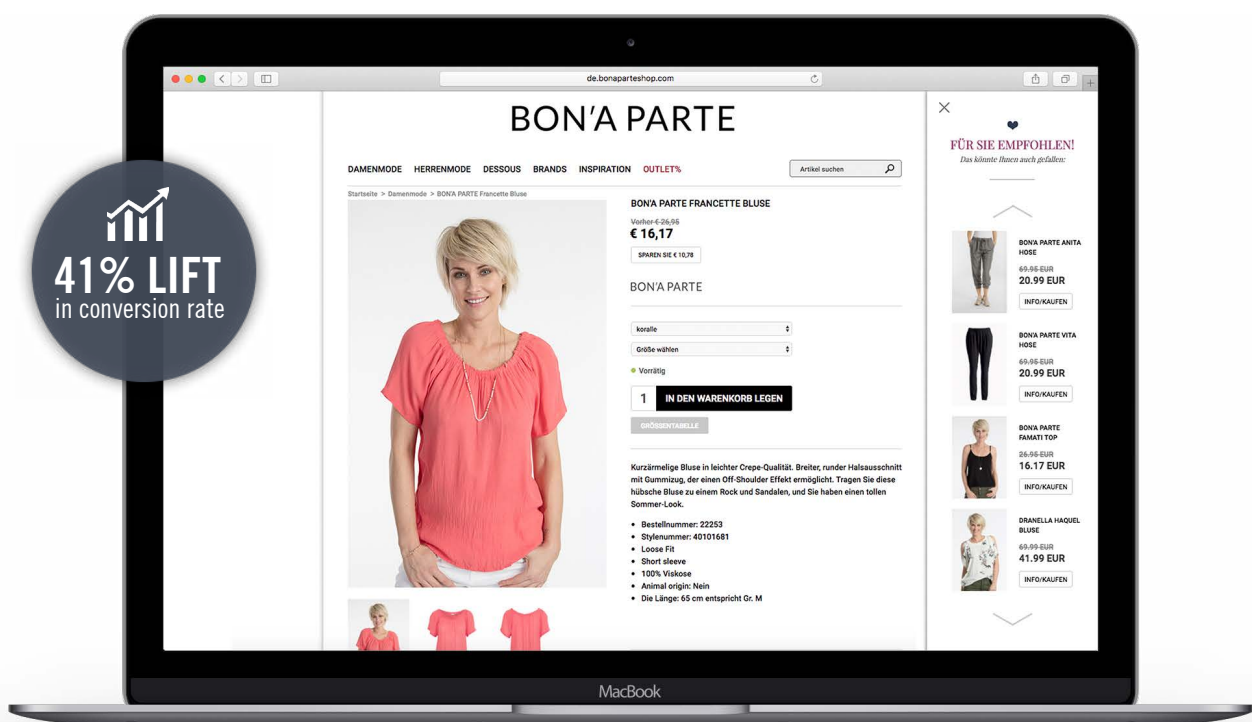 de.bonaparteshop.com
BON'A PARTE
DAMENMODE HERRENMODE DESSOUS BRANDS INSPIRATION OUTLET%
Artikel suchen
Startseite > Damenmode > BON'A PARTE Francette Bluse
BON'A PARTE FRANCETTE BLUSE
Vorher € 26,95
€ 16,17
SPAREN SIE € 10,78
BON'A PARTE
koralle
Größe wählen
Vorrätig
1 IN DEN WARENKORB LEGEN
GRÖSSENTABELLE
Kurzärmelige Bluse in leichter Crepe-Qualität. Breiter, runder Halsausschnitt
mit Gummizug, der einen Off-Shoulder Effekt ermöglicht. Tragen Sie diese
hübsche Bluse zu einem Rock und Sandalen, und Sie haben einen tollen
Sommer-Look.
• Bestellnummer: 22253
• Stylenummer: 40101681
• Loose Fit
• Short sleeve
• 100% Viskose
• Animal origin: Nein
• Die Länge: 65 cm entspricht Gr. M
FÜR SIE EMPFOHLEN!
Das könnte Ihnen auch gefallen:
BON'A PARTE ANITA
HOSE
69.95 EUR
20.99 EUR
INFO/KAUFEN
BON'A PARTE VITA
HOSE
69.95 EUR
20.99 EUR
INFO/KAUFEN
BON'A PARTE
FAMATI TOP
26.95 EUR
16.17 EUR
INFO/KAUFEN
DRANELLA HAQUEL
BLUSE
69.99 EUR
41.99 EUR
INFO/KAUFEN
41% LIFT
in conversion rate
MacBook